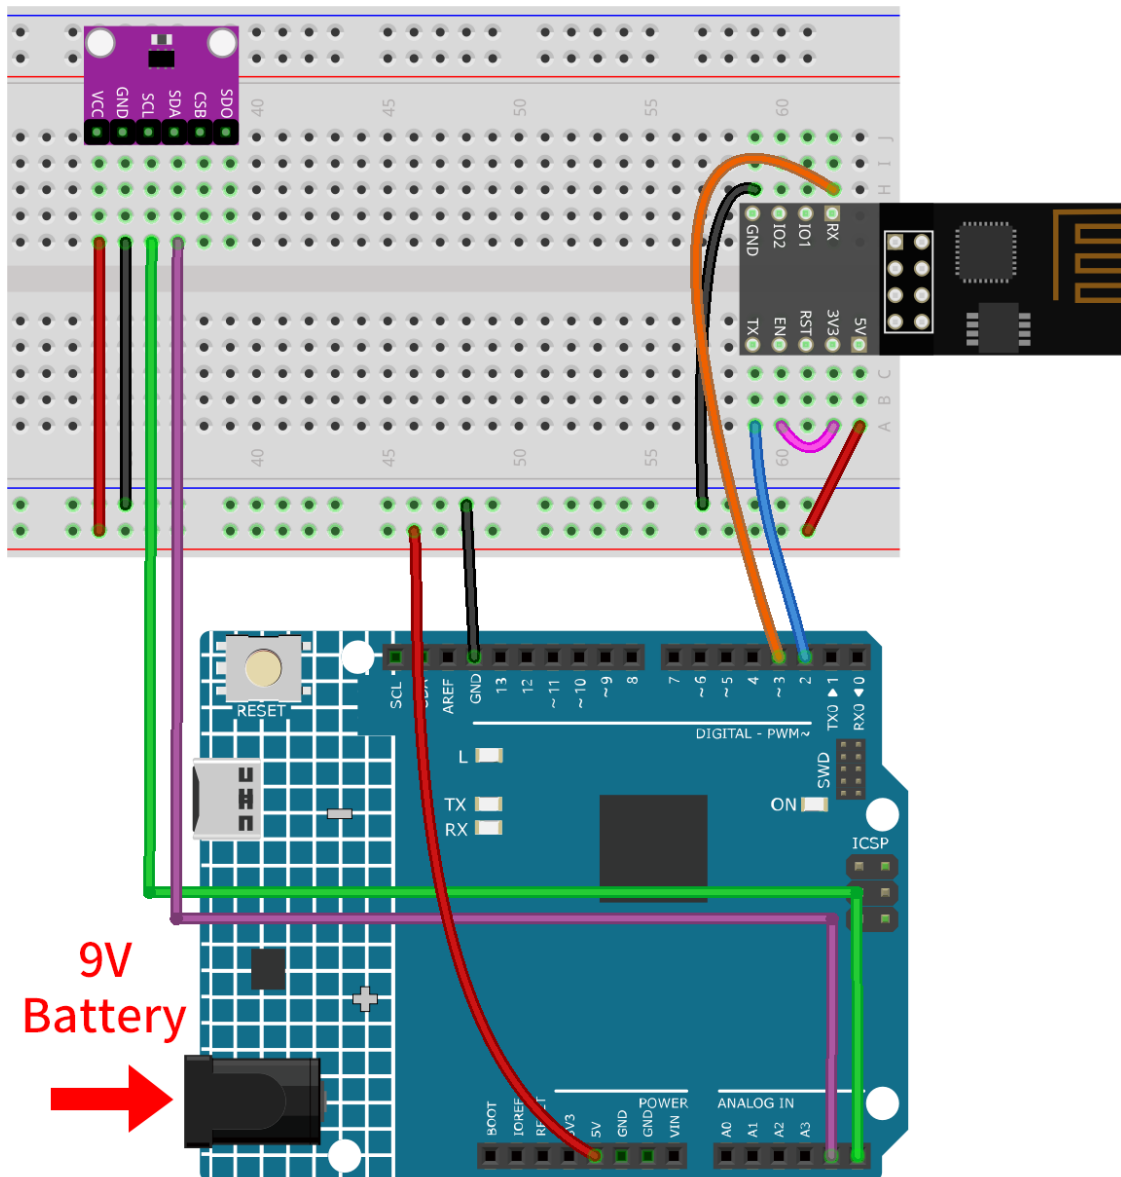 VCC GND SCL SDA CSB SDO
40 45 50 55 60
J
I
H
GND IO2 IO1 RX
TX EN RST 3V3 5V
C
B
A
40 45 50 55 60
RESET
SCL AREF GND 13 12 ~11 ~10 ~9 8
7 ~6 ~5 4 ~3 2 TX0 ▶ 1 RX0 ◀ 0
DIGITAL - PWM~
L
TX
RX
ON
SWD
ICSP
9V
Battery
POWER
ANALOG IN
BOOT IOREF 5V GND GND VIN
A0 A1 A2 A3